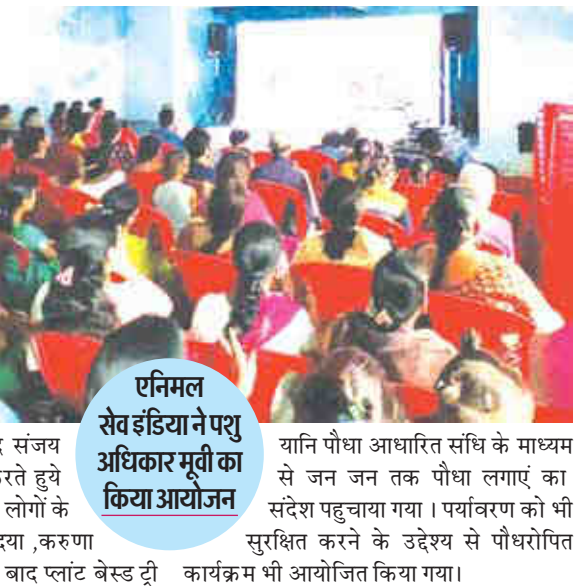 एनिमल
सेव इंडिया ने पशु
अधिकार मूवी का
किया आयोजन
संजय
करते हुये
लोगों के
दया ,करुणा
बाद प्लांट बेस्ड ट्री
यानि पौधा आधारित संधि के माध्यम
से जन जन तक पौधा लगाएं का
संदेश पहुचाया गया । पर्यावरण को भी
सुरक्षित करने के उद्देश्य से पौधरोपित
कार्यक्रम भी आयोजित किया गया।